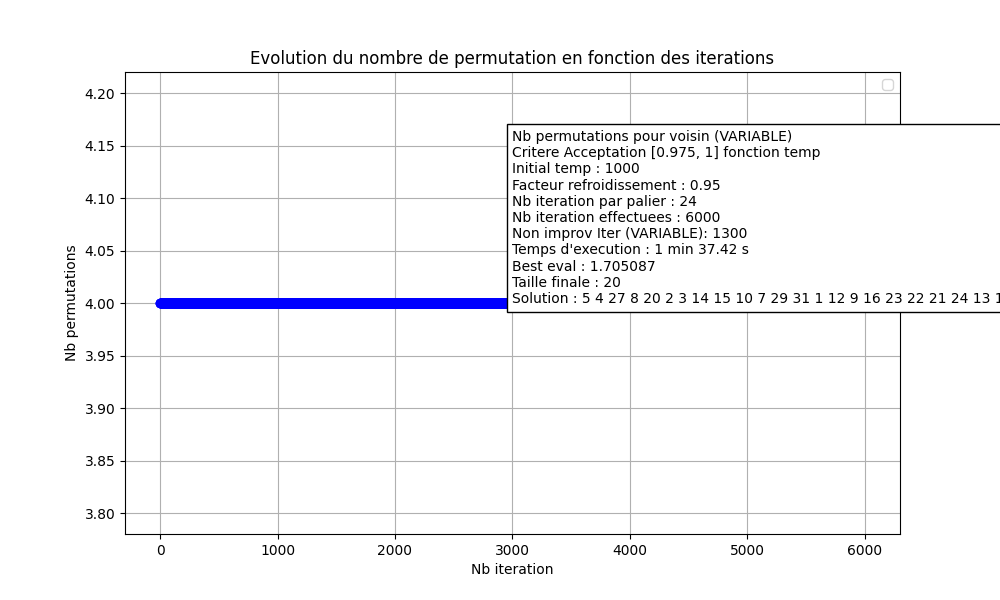 Evolution du nombre de permutation en fonction des iterations
4.20
4.15
4.10
4.05
4.00
3.95
3.90
3.85
3.80
Nb permutations
Nb permutations pour voisin (VARIABLE)
Critere Acceptation [0.975, 1] fonction temp
Initial temp : 1000
Facteur refroidissement : 0.95
Nb iteration par palier : 24
Nb iteration effectuees : 6000
Non improv Iter (VARIABLE): 1300
Temps d'execution : 1 min 37.42 s
Best eval : 1.705087
Taille finale : 20
Solution : 5 4 27 8 20 2 3 14 15 10 7 29 31 1 12 9 16 23 22 21 24 13
0 1000 2000 3000 4000 5000 6000
Nb iteration